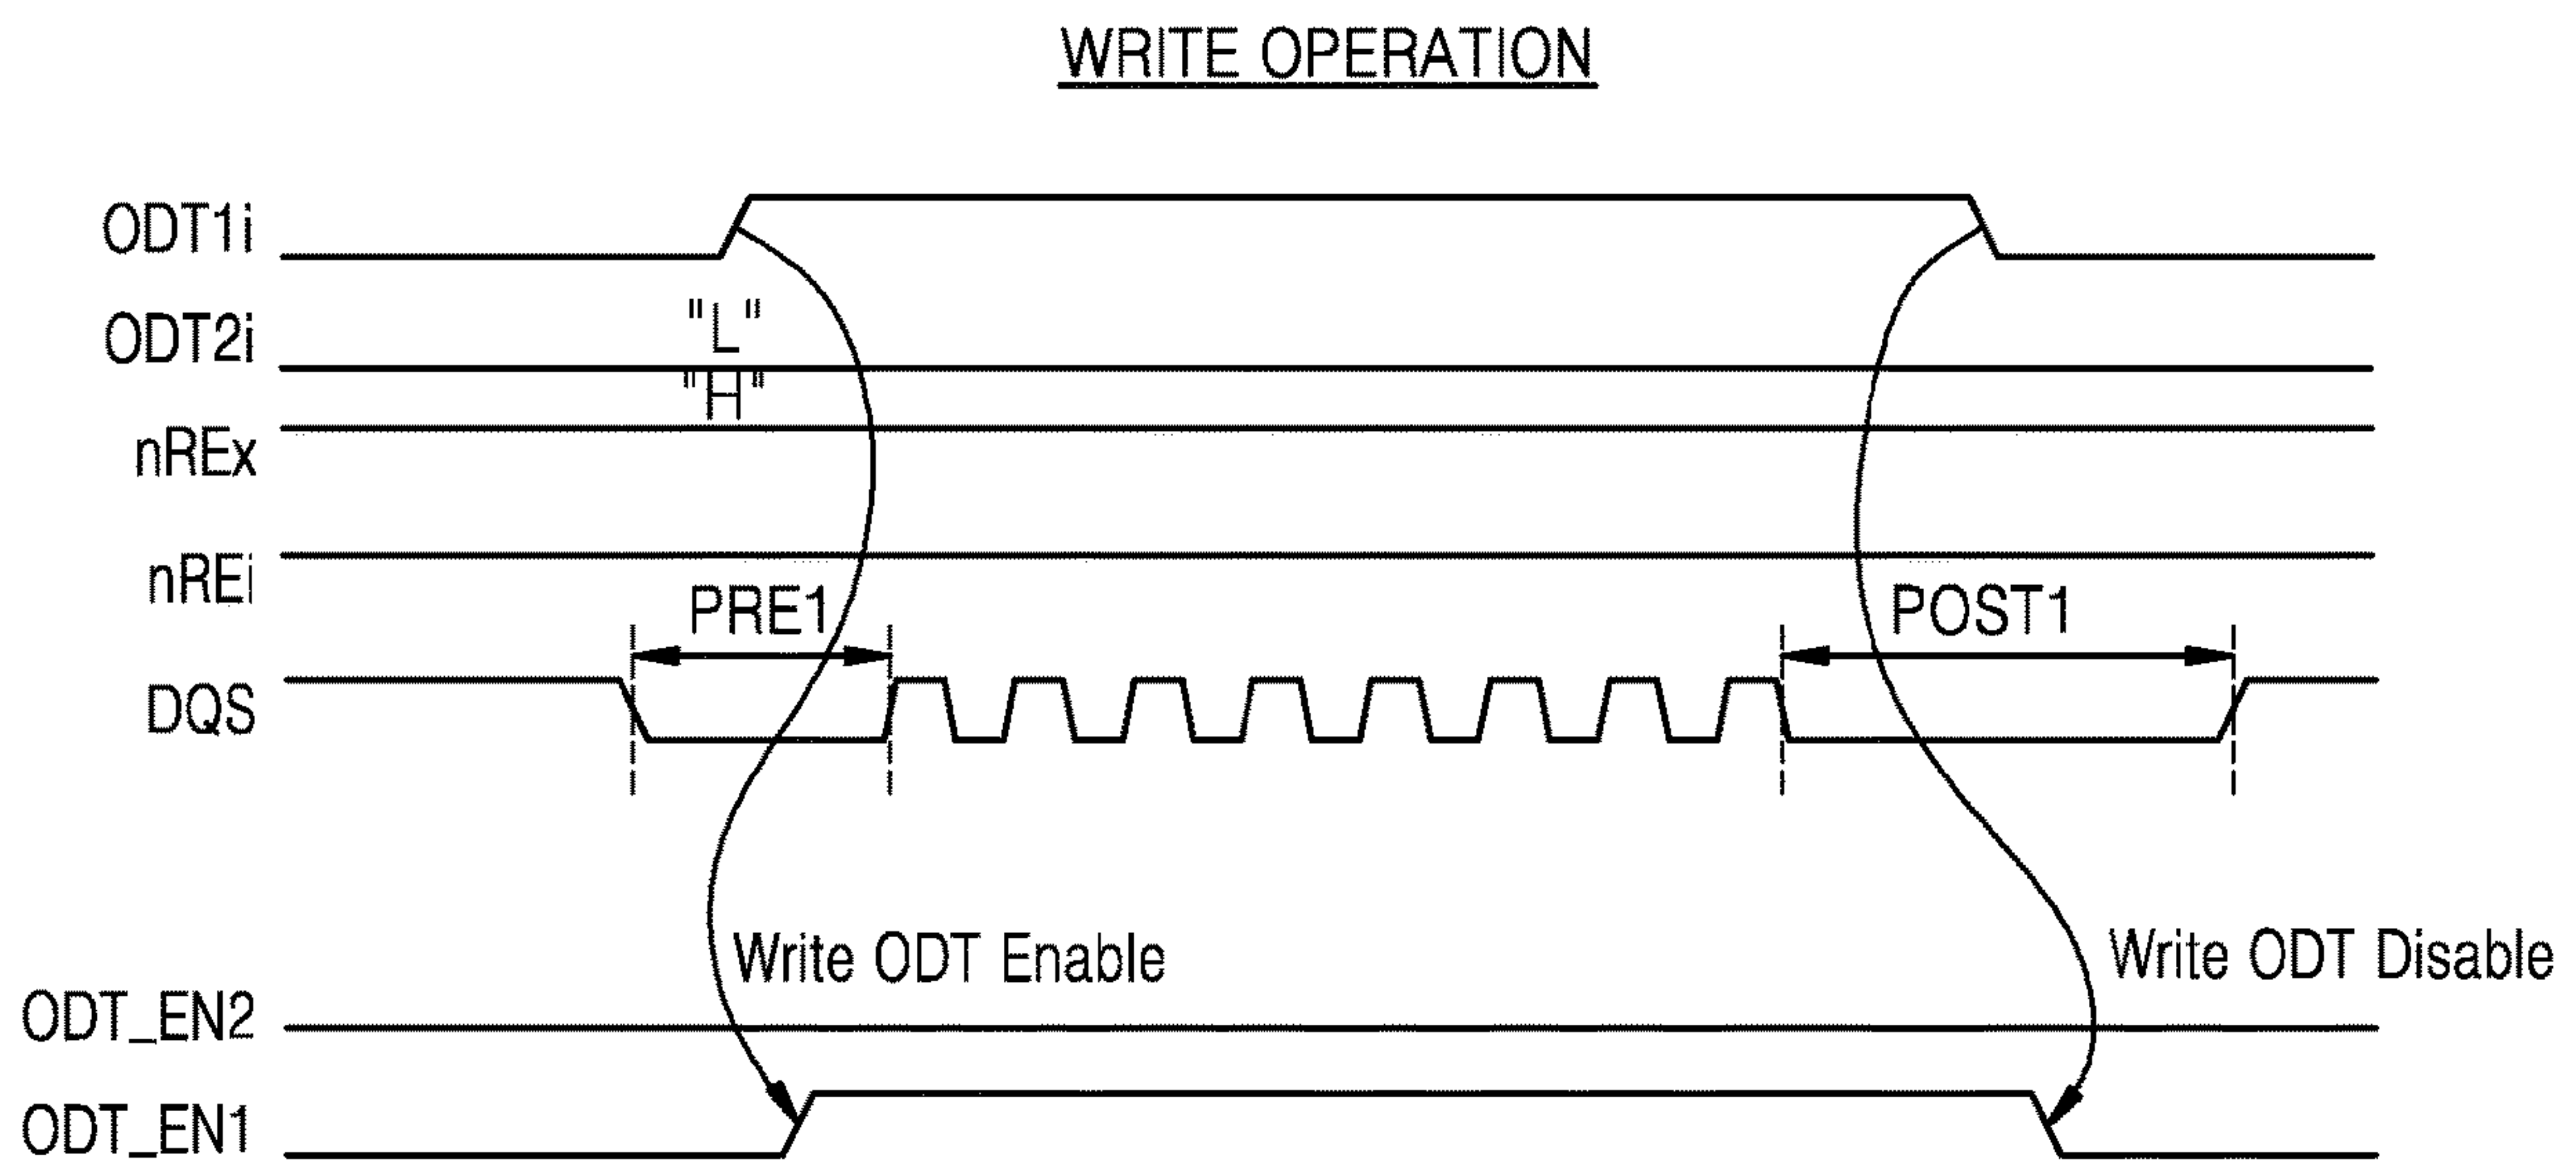 WRITE OPERATION
ODT1i
"L"
ODT2i
"H"
nREx
nREi
PRE1
POST1
DQS
Write ODT Enable
Write ODT Disable
ODT_EN2
ODT_EN1